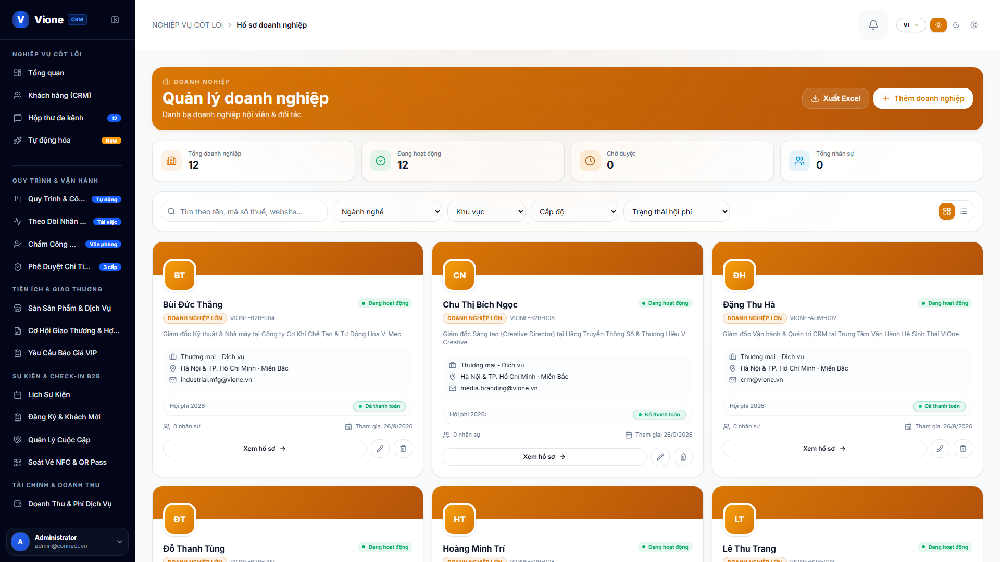 V Vione CRM
NGHIỆP VỤ CỐT LÕI
Tổng quan
Khách hàng (CRM)
Hộp thư đa kênh 12
Tự động hóa New
QUY TRÌNH & VẬN HÀNH
Quy Trình & Cô... Tự động
Theo Dõi Nhân ... Tải việc
Chấm Công ... Văn phòng
Phê Duyệt Chi Ti... 3 cấp
TIỆN ÍCH & GIAO THƯƠNG
Sàn Sản Phẩm & Dịch Vụ
Cơ Hội Giao Thương & Hợ...
Yêu Cầu Báo Giá VIP
SỰ KIỆN & CHECK-IN B2B
Lịch Sự Kiện
Đăng Ký & Khách Mời
Quản Lý Cuộc Gặp
Soát Vé NFC & QR Pass
TÀI CHÍNH & DOANH THU
Doanh Thu & Phí Dịch Vụ
A Administrator
admin@connect.vn
NGHIỆP VỤ CỐT LÕI > Hồ sơ doanh nghiệp
VI
DOANH NGHIỆP
Quản lý doanh nghiệp
Danh bạ doanh nghiệp hội viên & đối tác
Xuất Excel
+ Thêm doanh nghiệp
Tổng doanh nghiệp
12
Đang hoạt động
12
Chờ duyệt
0
Tổng nhân sự
0
Tìm theo tên, mã số thuế, website...
Ngành nghề
Khu vực
Cấp độ
Trạng thái hội phí
BT
Bùi Đức Thắng
Đang hoạt động
DOANH NGHIỆP LỚN VIONE-B2B-004
Giám đốc Kỹ thuật & Nhà máy tại Công ty Cơ Khí Chế Tạo & Tự Động Hóa V-Mec
Thương mại - Dịch vụ
Hà Nội & TP. Hồ Chí Minh · Miền Bắc
industrial.mfg@vione.vn
Hội phí 2026: Đã thanh toán
0 nhân sự Tham gia: 26/9/2026
Xem hồ sơ →
CN
Chu Thị Bích Ngọc
Đang hoạt động
DOANH NGHIỆP LỚN VIONE-B2B-008
Giám đốc Sáng tạo (Creative Director) tại Hãng Truyền Thông Số & Thương Hiệu V-
Creative
Thương mại - Dịch vụ
Hà Nội & TP. Hồ Chí Minh · Miền Bắc
media.branding@vione.vn
Hội phí 2026: Đã thanh toán
0 nhân sự Tham gia: 26/9/2026
Xem hồ sơ →
ĐH
Đặng Thu Hà
Đang hoạt động
DOANH NGHIỆP LỚN VIONE-ADM-002
Giám đốc Vận hành & Quản trị CRM tại Trung Tâm Vận Hành Hệ Sinh Thái ViOne
Thương mại - Dịch vụ
Hà Nội & TP. Hồ Chí Minh · Miền Bắc
crm@vione.vn
Hội phí 2026: Đã thanh toán
0 nhân sự Tham gia: 26/9/2026
Xem hồ sơ →
ĐT
Đỗ Thanh Tùng
Đang hoạt động
DOANH NGHIỆP LỚN VIONE-B2B-009
HT
Hoàng Minh Trí
Đang hoạt động
DOANH NGHIỆP LỚN VIONE-B2B-005
LT
Lê Thu Trang
Đang hoạt động
DOANH NGHIỆP LỚN VIONE-B2B-003